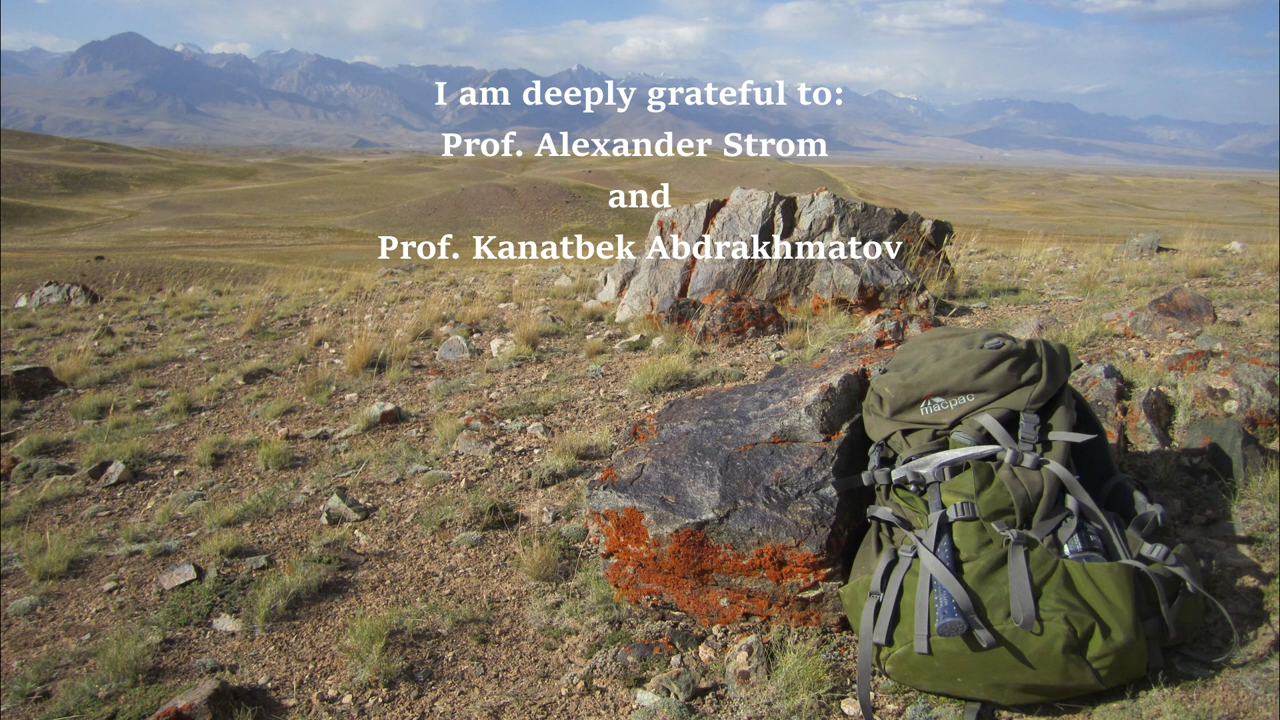 I am deeply grateful to:
Prof. Alexander Strom
and
Prof. Kanatbek Abdrakhmatov
macpac